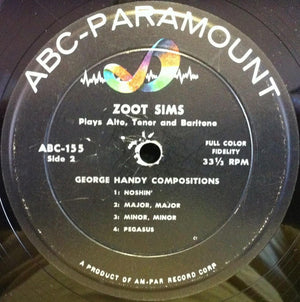 ABC-PARAMOUNT
ZOOT SIMS
Plays Alto, Tenor and Baritone
ABC-155
Side 2
FULL COLOR
FIDELITY
33⅓ RPM
GEORGE HANDY COMPOSITIONS
1: NOSHIN'
2: MAJOR, MAJOR
3: MINOR, MINOR
4: PEGASUS
A PRODUCT OF AM-PAR RECORD CORP.